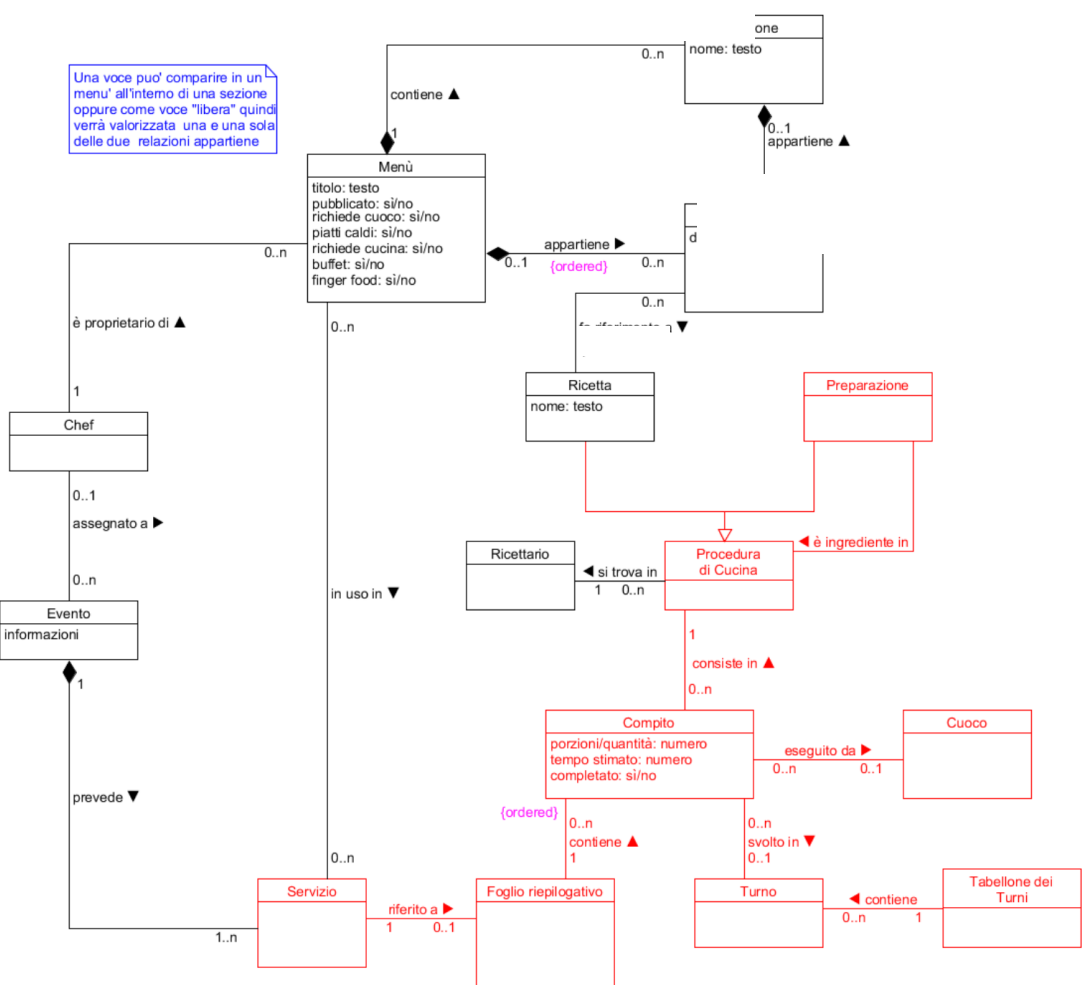 one
nome: testo
0..n
Una voce puo' comparire in un
menu' all'interno di una sezione
oppure come voce "libera" quindi
verrà valorizzata una e una sola
delle due relazioni appartiene
contiene ▲
1
0..1
appartiene ▲
Menù
titolo: testo
pubblicato: sì/no
richiede cuoco: sì/no
piatti caldi: sì/no
richiede cucina: sì/no
buffet: sì/no
finger food: sì/no
d
0..n
appartiene ▶
0..1
{ordered}
0..n
0..n
è proprietario di ▲
0..n
1
Ricetta
nome: testo
Preparazione
Chef
0..1
assegnato a ▶
0..n
◀ è ingrediente in
Ricettario
◀ si trova in
1
0..n
Procedura
di Cucina
in uso in ▼
Evento
informazioni
1
1
consiste in ▲
0..n
Compito
porzioni/quantità: numero
tempo stimato: numero
completato: sì/no
eseguito da ▶
0..n
0..1
Cuoco
prevede ▼
{ordered}
0..n
contiene ▲
1
0..n
svolto in ▼
0..1
0..n
Servizio
riferito a ▶
1
0..1
Foglio riepilogativo
Turno
◀ contiene
0..n
1
Tabellone dei
Turni
1..n